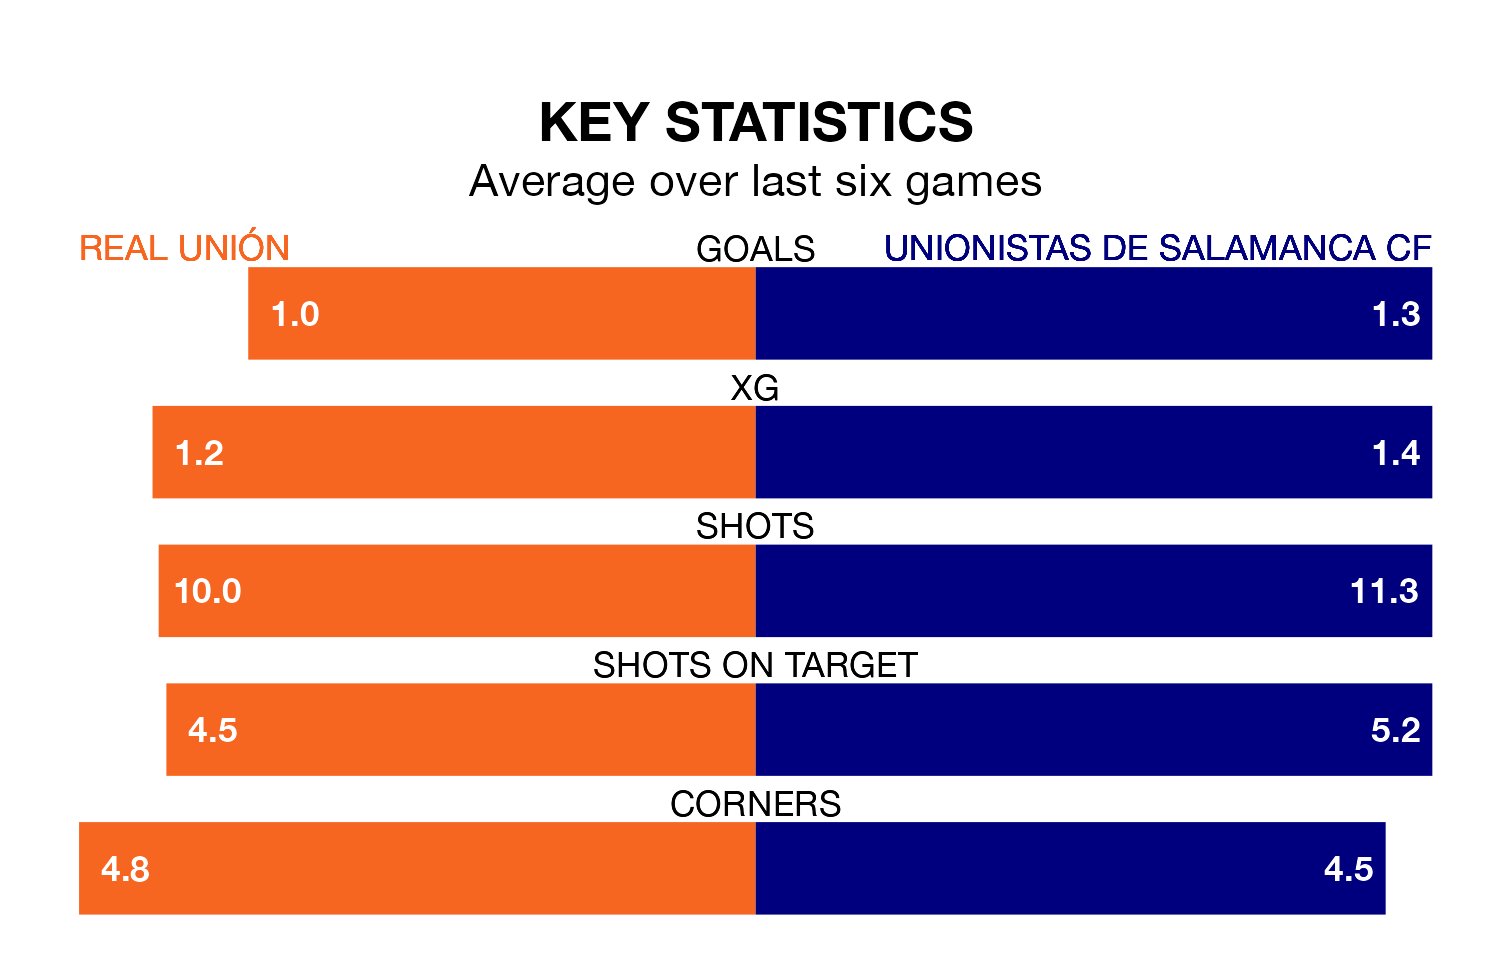 KEY STATISTICS
Average over last six games
REAL UNIÓN GOALS UNIONISTAS DE SALAMANCA CF
1.0 1.3
XG
1.2 1.4
SHOTS
10.0 11.3
SHOTS ON TARGET
4.5 5.2
CORNERS
4.8 4.5